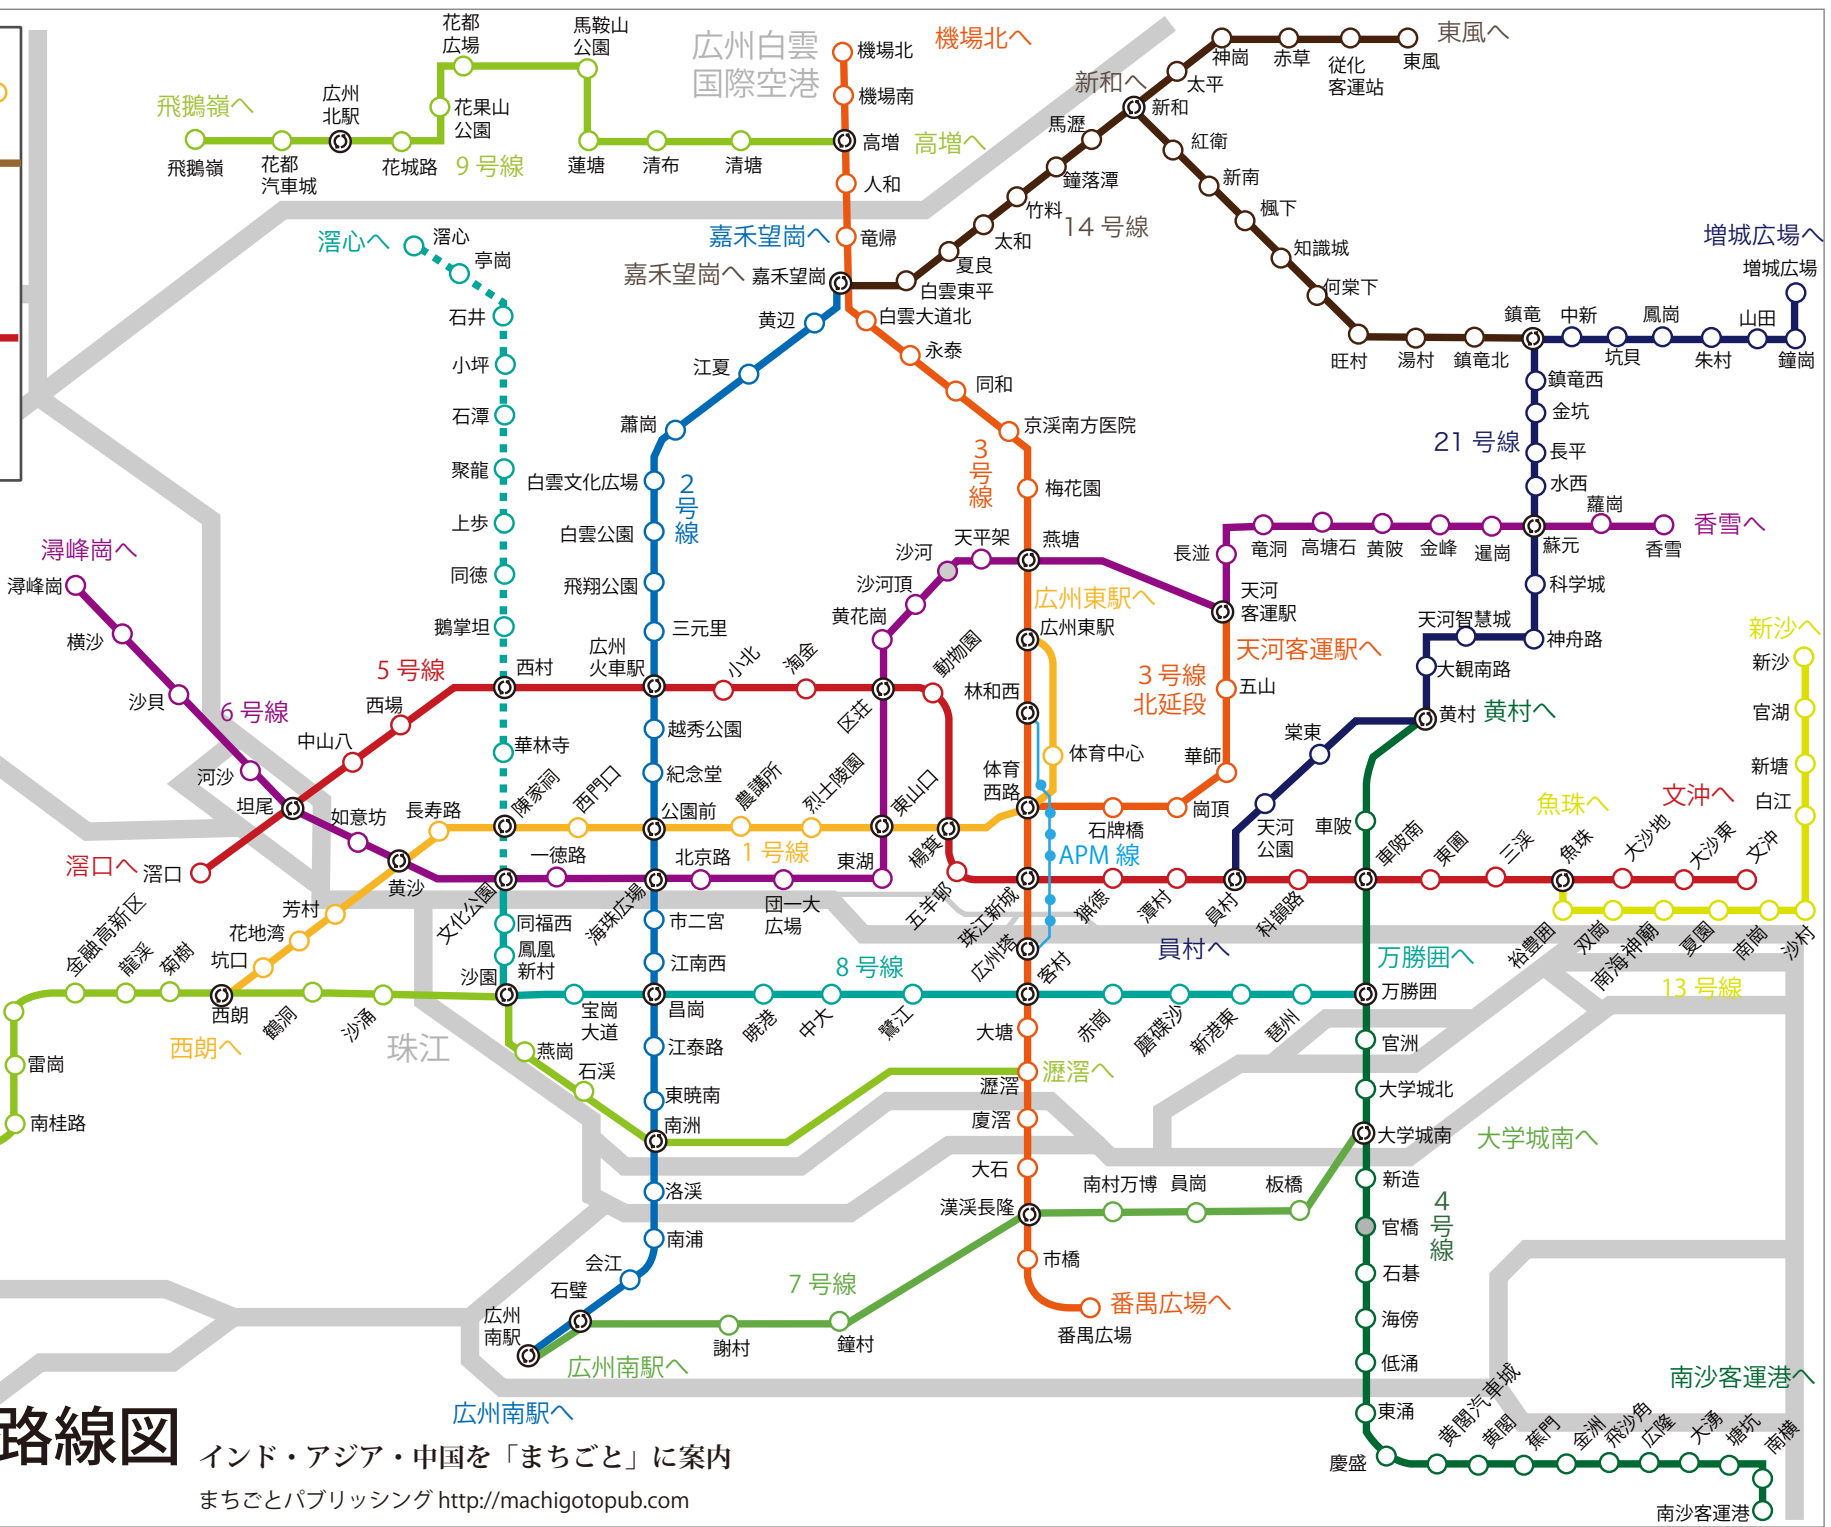 花都
広場
馬鞍山
公園
広州白雲
国際空港
機場北
機場北へ
神崗
赤草
従化
客運站
東風
東風へ
飛鵝嶺へ
広州
北駅
花果山
公園
機場南
新和へ
太平
新和
飛鵝嶺
花都
汽車城
花城路
9 号線
蓮塘
清布
清塘
高増
高増へ
人和
馬瀝
紅衛
鐘落潭
新南
竹料
楓下
14 号線
太和
知識城
滘心へ
滘心
亭崗
嘉禾望崗へ
竜帰
夏良
嘉禾望崗へ
嘉禾望崗
白雲東平
何棠下
増城広場へ
増城広場
石井
黄辺
白雲大道北
鎮竜
中新
鳳崗
山田
小坪
江夏
永泰
旺村
湯村
鎮竜北
坑貝
朱村
鐘崗
同和
鎮竜西
石潭
蕭崗
京渓南方医院
金坑
3
号
線
21 号線
長平
聚龍
白雲文化広場
2
号
線
梅花園
水西
蘿崗
上歩
白雲公園
天平架
燕塘
香雪へ
潯峰崗へ
沙河
長湴
竜洞
高塘石
黄陂
金峰
暹崗
蘇元
香雪
潯峰崗
同徳
飛翔公園
沙河頂
天河
客運駅
科学城
黄花崗
広州東駅へ
広州東駅
天河智慧城
新沙へ
横沙
鵝掌坦
三元里
神舟路
新沙
5 号線
西村
広州
火車駅
小北
淘金
動物園
天河客運駅へ
大観南路
沙貝
6 号線
西場
区荘
林和西
3 号線
北延段
五山
黄村
黄村へ
官湖
中山八
華林寺
越秀公園
体育中心
華師
棠東
新塘
河沙
陳家祠
西門口
紀念堂
農講所
烈士陵園
東山口
体育
西路
白江
坦尾
如意坊
長寿路
公園前
崗頂
魚珠へ
文沖へ
石牌橋
天河
公園
車陂
1 号線
APM 線
車陂南
東圃
三渓
魚珠
大沙地
大沙東
文沖
滘口へ
滘口
黄沙
一徳路
北京路
東湖
楊箕
芳村
文化公園
海珠広場
団一大
広場
五羊邨
珠江新城
猟徳
潭村
員村
科韻路
金融高新区
龍渓
菊樹
花地湾
坑口
同福西
鳳凰
新村
市二宮
広州塔
客村
員村へ
裕豊囲
双崗
南海神廟
夏園
南崗
沙村
江南西
8 号線
万勝囲へ
沙園
13 号線
西朗
鶴洞
沙涌
宝崗
大道
昌崗
暁港
中大
鷺江
赤崗
磨碟沙
新港東
琶州
万勝囲
西朗へ
珠江
大塘
燕崗
江泰路
官洲
雷崗
石渓
瀝滘
瀝滘へ
東暁南
大学城北
南桂路
南洲
廈滘
大学城南
大学城南へ
大石
洛渓
漢渓長隆
南村万博
員崗
板橋
新造
4
号
線
官橋
南浦
市橋
会江
7 号線
石碁
石璧
広州
南駅
番禺広場へ
番禺広場
海傍
謝村
鐘村
広州南駅へ
低涌
南沙客運港へ
広州南駅へ
東涌
黄閣汽車城
黄閣
蕉門
金洲
飛沙角
広隆
大湧
塘坑
南横
慶盛
南沙客運港
路線図
インド・アジア・中国を「まちごと」に案内
まちごとパブリッシング http://machigotopub.com